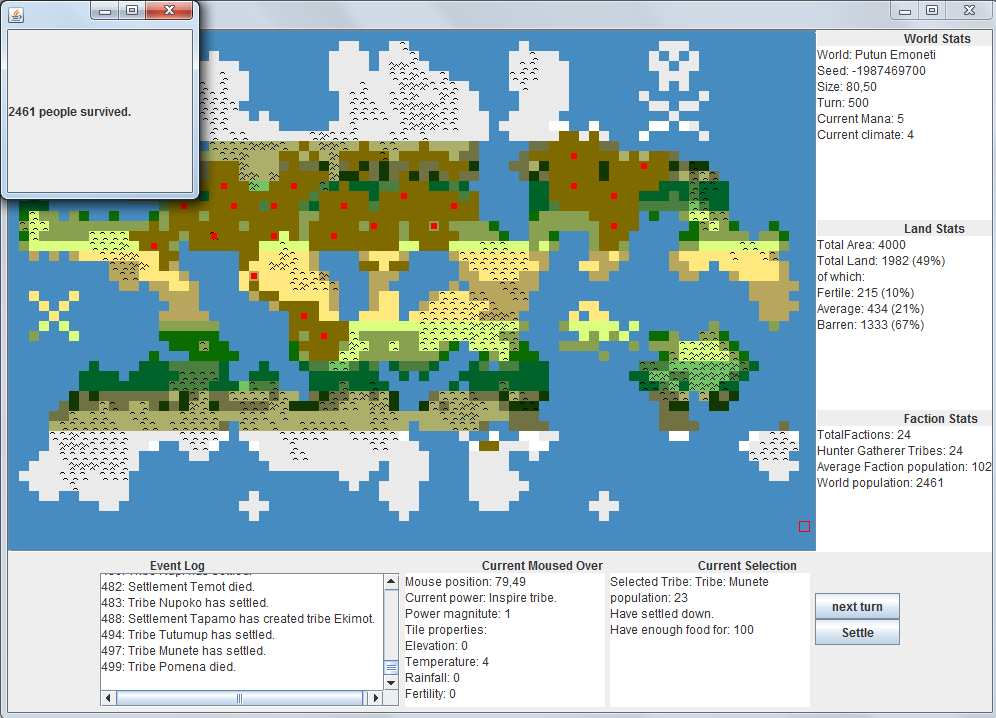 2461 people survived.
World Stats
World: Putun Emoneti
Seed: -1987469700
Size: 80,50
Turn: 500
Current Mana: 5
Current climate: 4
Land Stats
Total Area: 4000
Total Land: 1982 (49%)
of which:
Fertile: 215 (10%)
Average: 434 (21%)
Barren: 1333 (67%)
Faction Stats
TotalFactions: 24
Hunter Gatherer Tribes: 24
Average Faction population: 102
World population: 2461
Event Log
482: Settlement Temot died.
483: Tribe Nupoko has settled.
488: Settlement Tapamo has created tribe Ekimot.
494: Tribe Tutumup has settled.
497: Tribe Munete has settled.
499: Tribe Pomena died.
Current Moused Over
Mouse position: 79,49
Current power: Inspire tribe.
Power magnitute: 1
Tile properties:
Elevation: 0
Temperature: 4
Rainfall: 0
Fertility: 0
Current Selection
Selected Tribe: Tribe: Munete
population: 23
Have settled down.
Have enough food for: 100
next turn
Settle